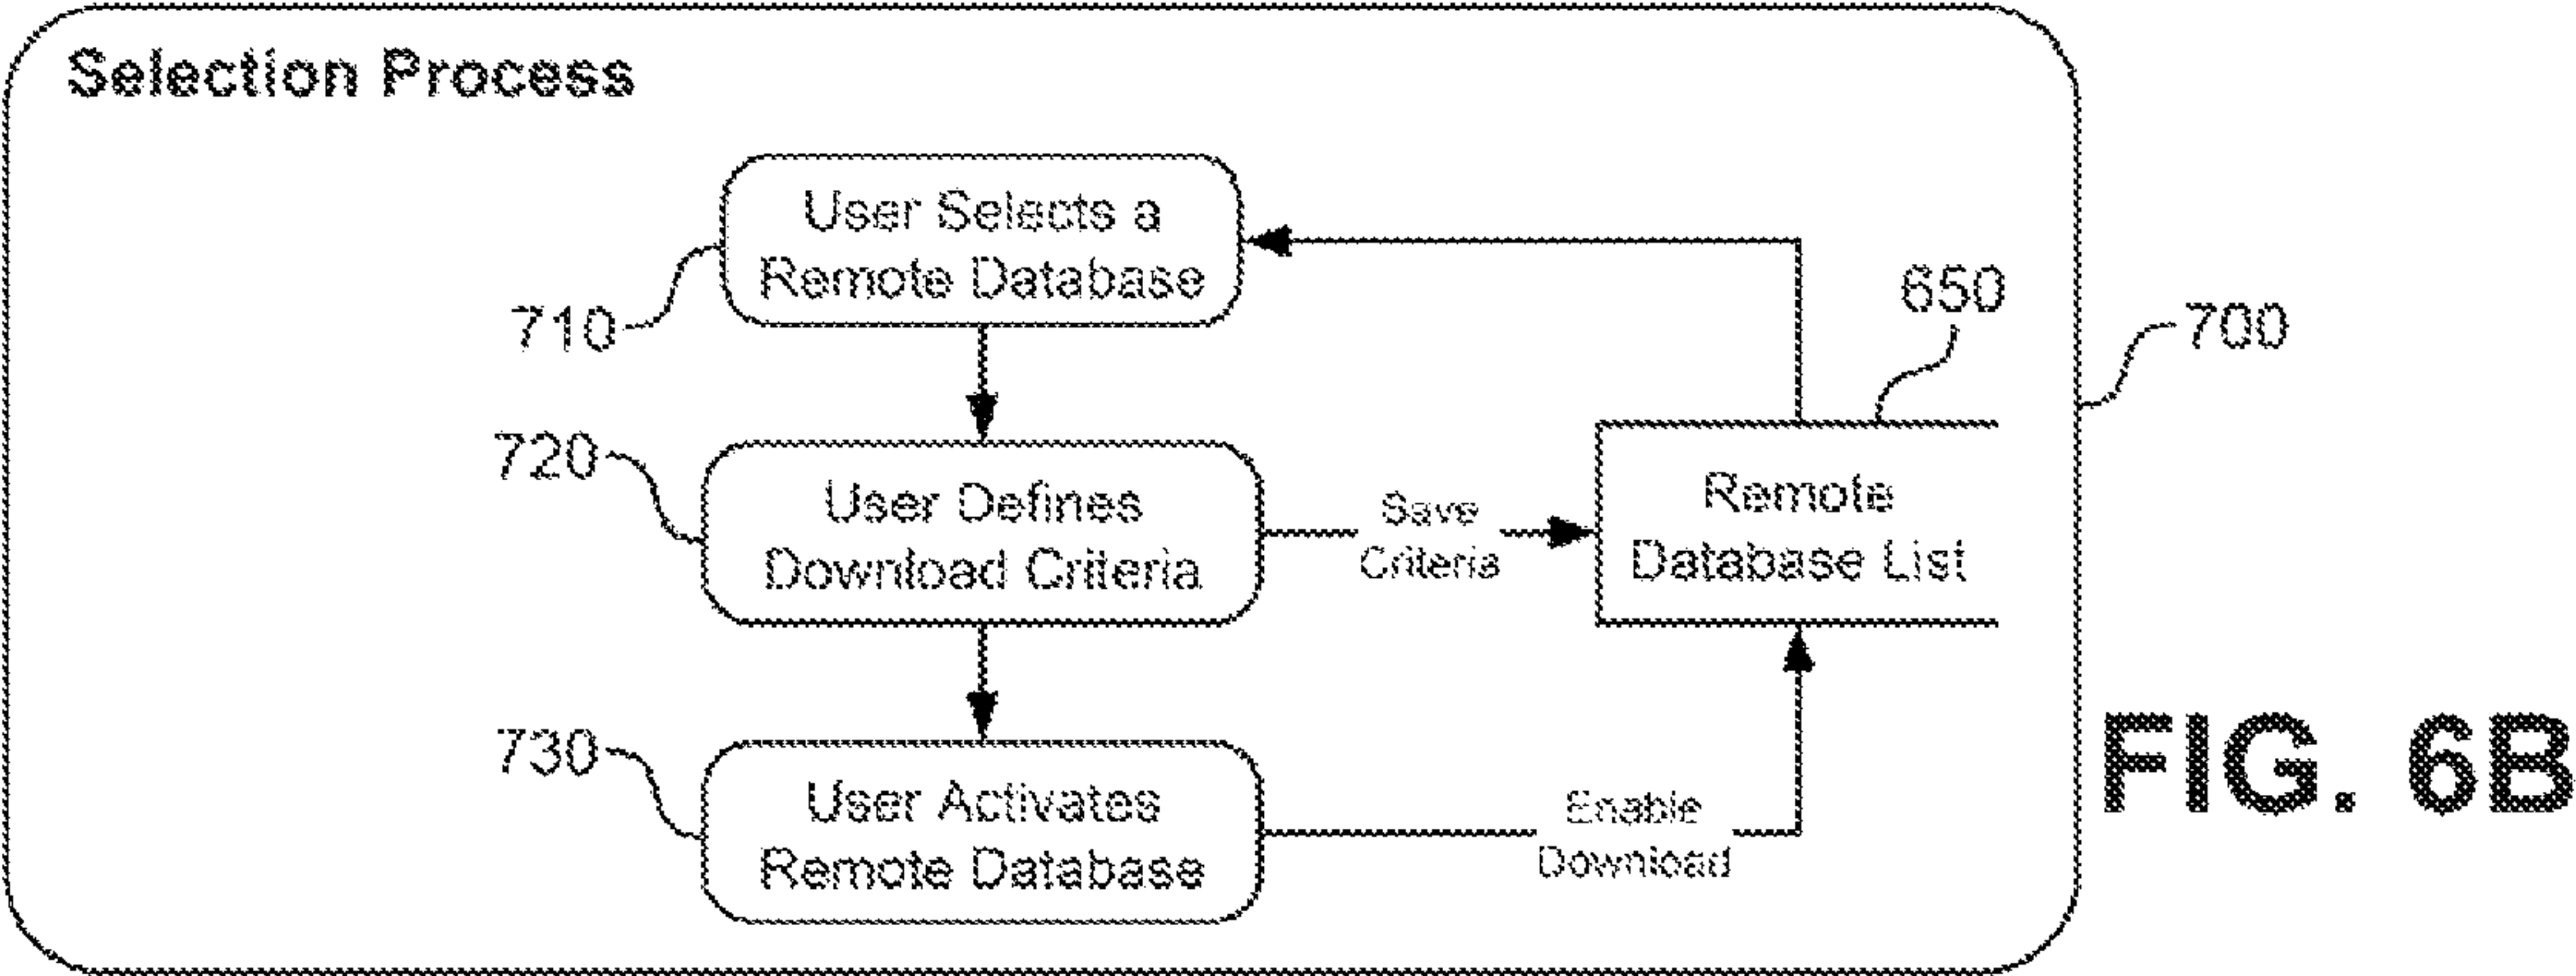 Selection Process
User Selects a
Remote Database
710
650
700
720
User Defines
Download Criteria
Save
Criteria
Remote
Database List
730
User Activates
Remote Database
Enable
Download
FIG. 6B